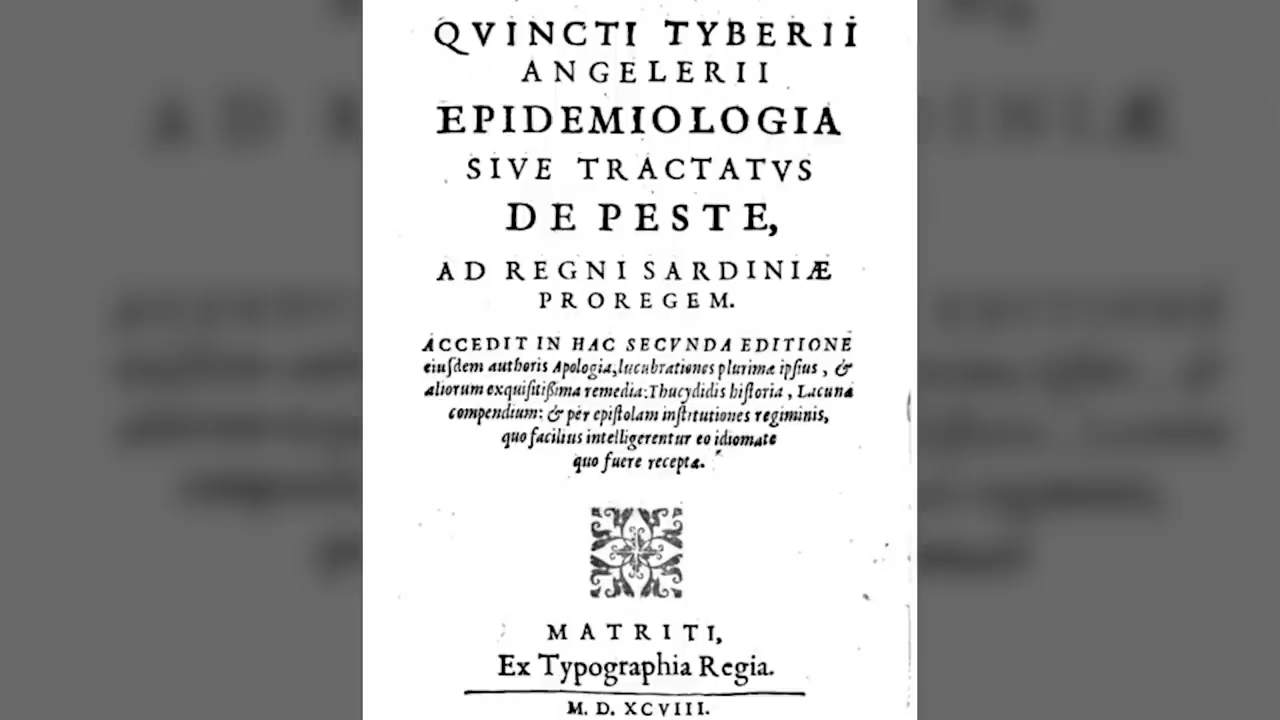 QVINCTI TYBERII
ANGELERII
EPIDEMIOLOGIA
SIVE TRACTATVS
DE PESTE,
AD REGNI SARDINIÆ
PROREGEM.
ACCEDIT IN HAC SECVNDA EDITIONE
eiuſdem authoris Apologia, lucubrationes plurimæ ipſius, &
aliorum exquiſitiſsima remedia: Thucydidis hiſtoria, Lacunæ
compendium: & per epiſtolam inſtitutiones regiminis,
quo facilius intelligerentur eo idiomate
quo fuere receptæ.
MATRITI,
Ex Typographia Regia.
M. D. XCVIII.